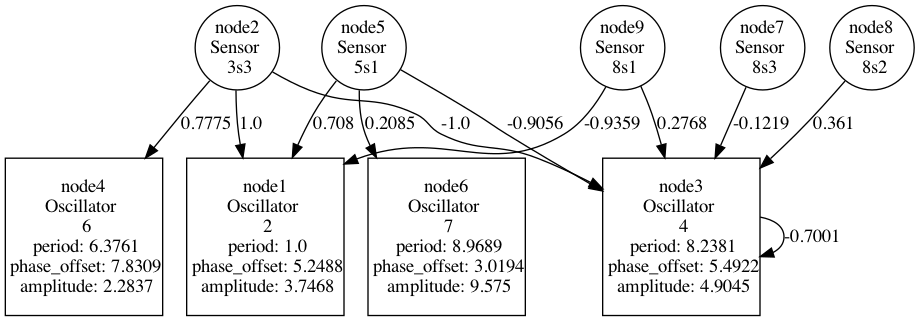 node2
Sensor
3s3
node5
Sensor
5s1
node9
Sensor
8s1
node7
Sensor
8s3
node8
Sensor
8s2
0.7775
1.0
0.708
0.2085
-1.0
-0.9056
-0.9359
0.2768
-0.1219
0.361
node4
Oscillator
6
period: 6.3761
phase_offset: 7.8309
amplitude: 2.2837
node1
Oscillator
2
period: 1.0
phase_offset: 5.2488
amplitude: 3.7468
node6
Oscillator
7
period: 8.9689
phase_offset: 3.0194
amplitude: 9.575
node3
Oscillator
4
period: 8.2381
phase_offset: 5.4922
amplitude: 4.9045
-0.7001